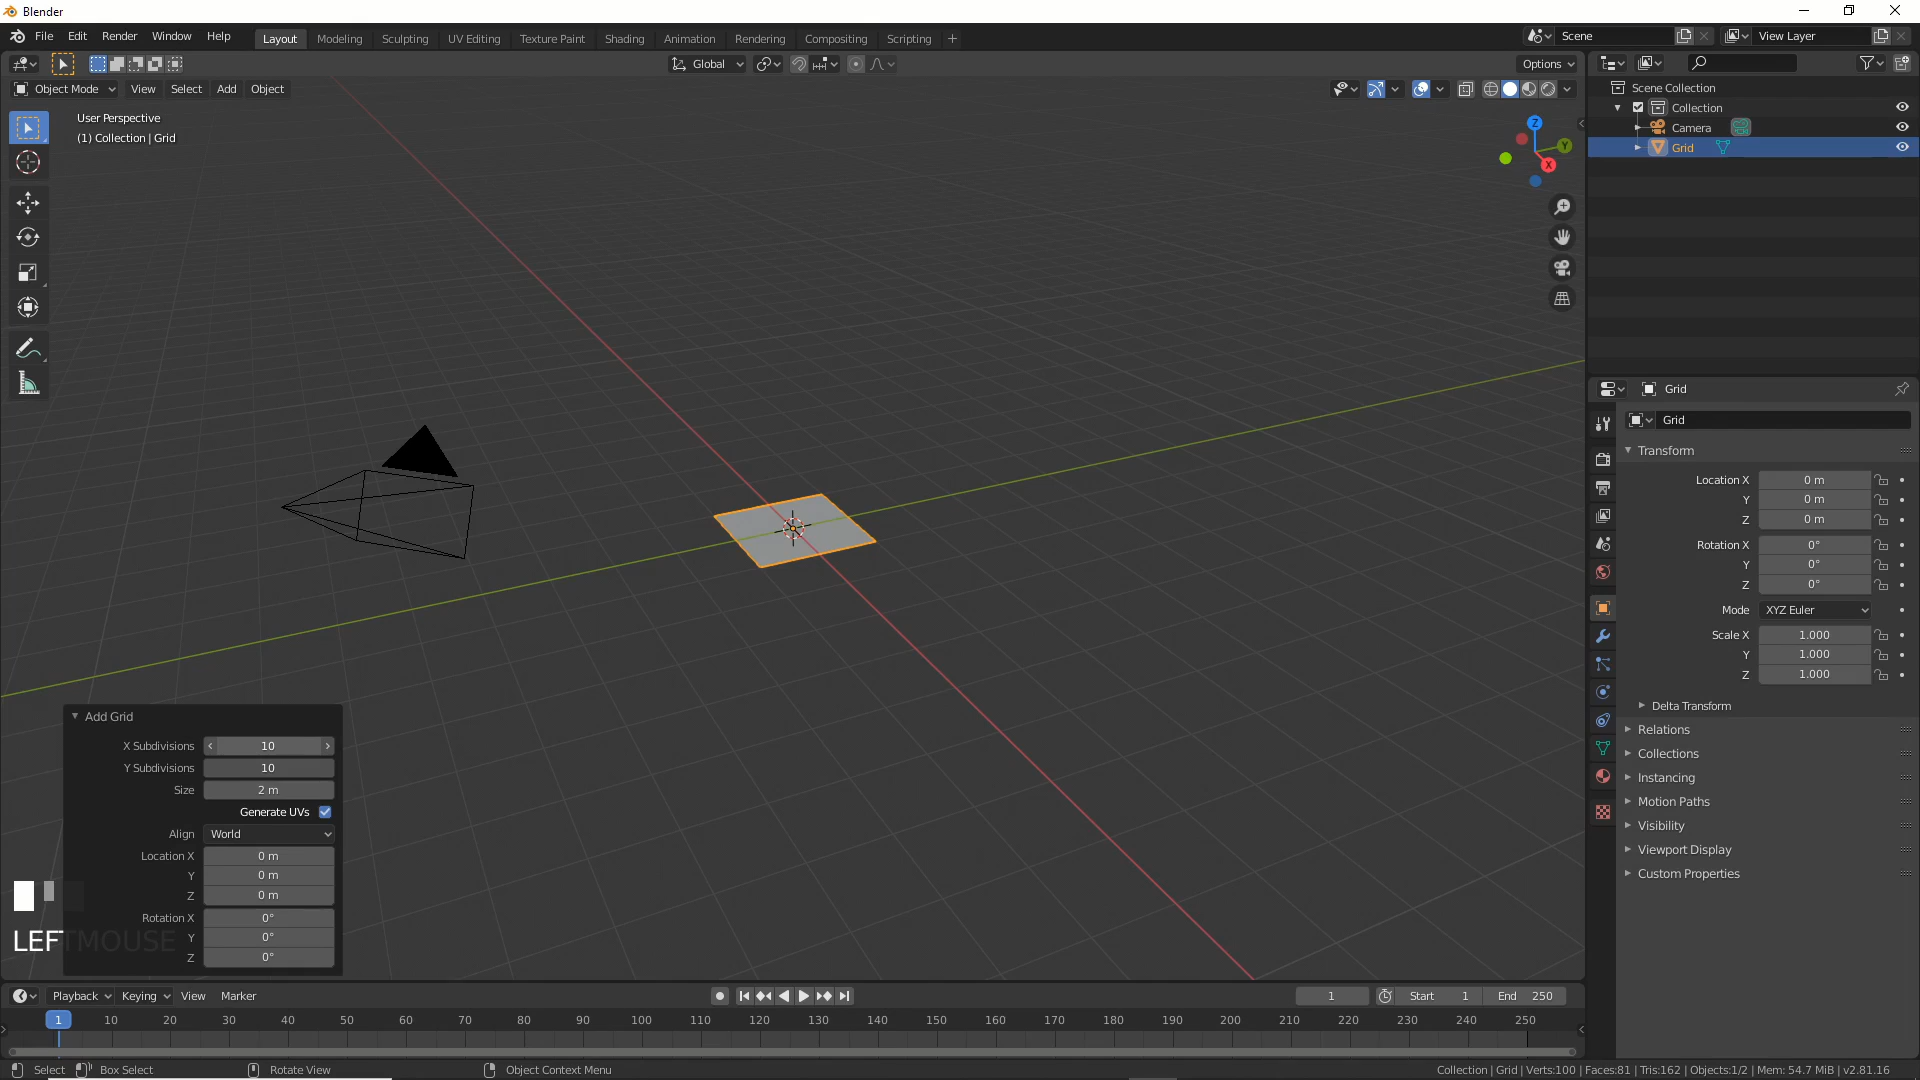 Blender
File Edit Render Window Help
Layout Modeling Sculpting UV Editing Texture Paint Shading Animation Rendering Compositing Scripting +
Scene
View Layer
Global
Options
Object Mode View Select Add Object
User Perspective
(1) Collection | Grid
Z
Y
X
Scene Collection
Collection
Camera
Grid
Grid
Grid
Transform
Location X 0 m
Y 0 m
Z 0 m
Rotation X 0°
Y 0°
Z 0°
Mode XYZ Euler
Scale X 1.000
Y 1.000
Z 1.000
Delta Transform
Relations
Collections
Instancing
Motion Paths
Visibility
Viewport Display
Custom Properties
Add Grid
X Subdivisions 10
Y Subdivisions 10
Size 2 m
Generate UVs
Align World
Location X 0 m
Y 0 m
Z 0 m
Rotation X 0°
Y 0°
Z 0°
LEFTMOUSE
Playback Keying View Marker
1 Start 1 End 250
1 10 20 30 40 50 60 70 80 90 100 110 120 130 140 150 160 170 180 190 200 210 220 230 240 250
Select Box Select Rotate View Object Context Menu
Collection | Grid | Verts:100 | Faces:81 | Tris:162 | Objects:1/2 | Mem: 54.7 MiB | v2.81.16